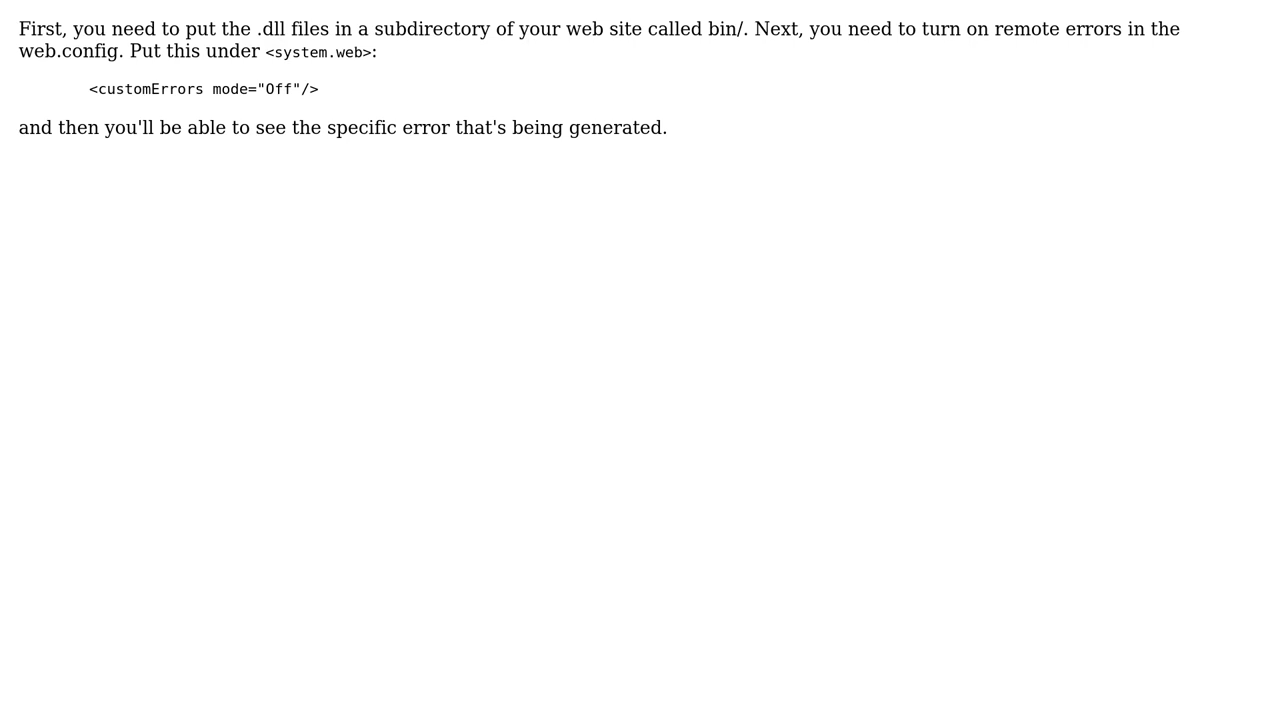 First, you need to put the .dll files in a subdirectory of your web site called bin/. Next, you need to turn on remote errors in the
web.config. Put this under <system.web>:
<customErrors mode="Off"/>
and then you'll be able to see the specific error that's being generated.